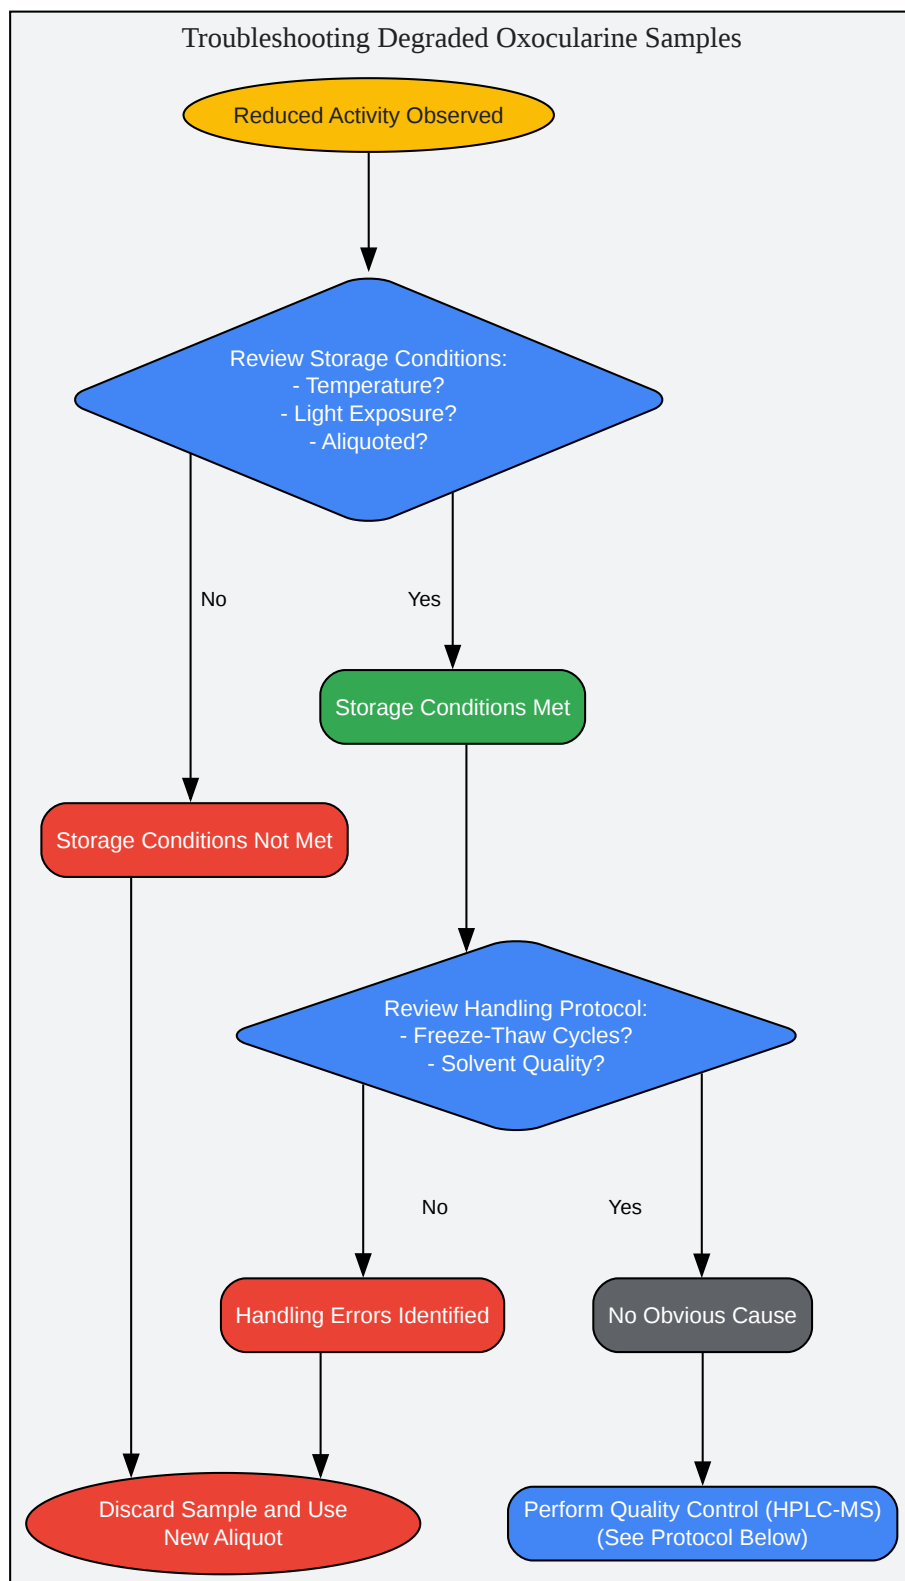 Troubleshooting Degraded Oxocularine Samples
Reduced Activity Observed
Review Storage Conditions:
- Temperature?
- Light Exposure?
- Aliquoted?
No
Yes
Storage Conditions Met
Storage Conditions Not Met
Review Handling Protocol:
- Freeze-Thaw Cycles?
- Solvent Quality?
No
Yes
Handling Errors Identified
No Obvious Cause
Discard Sample and Use
New Aliquot
Perform Quality Control (HPLC-MS)
(See Protocol Below)